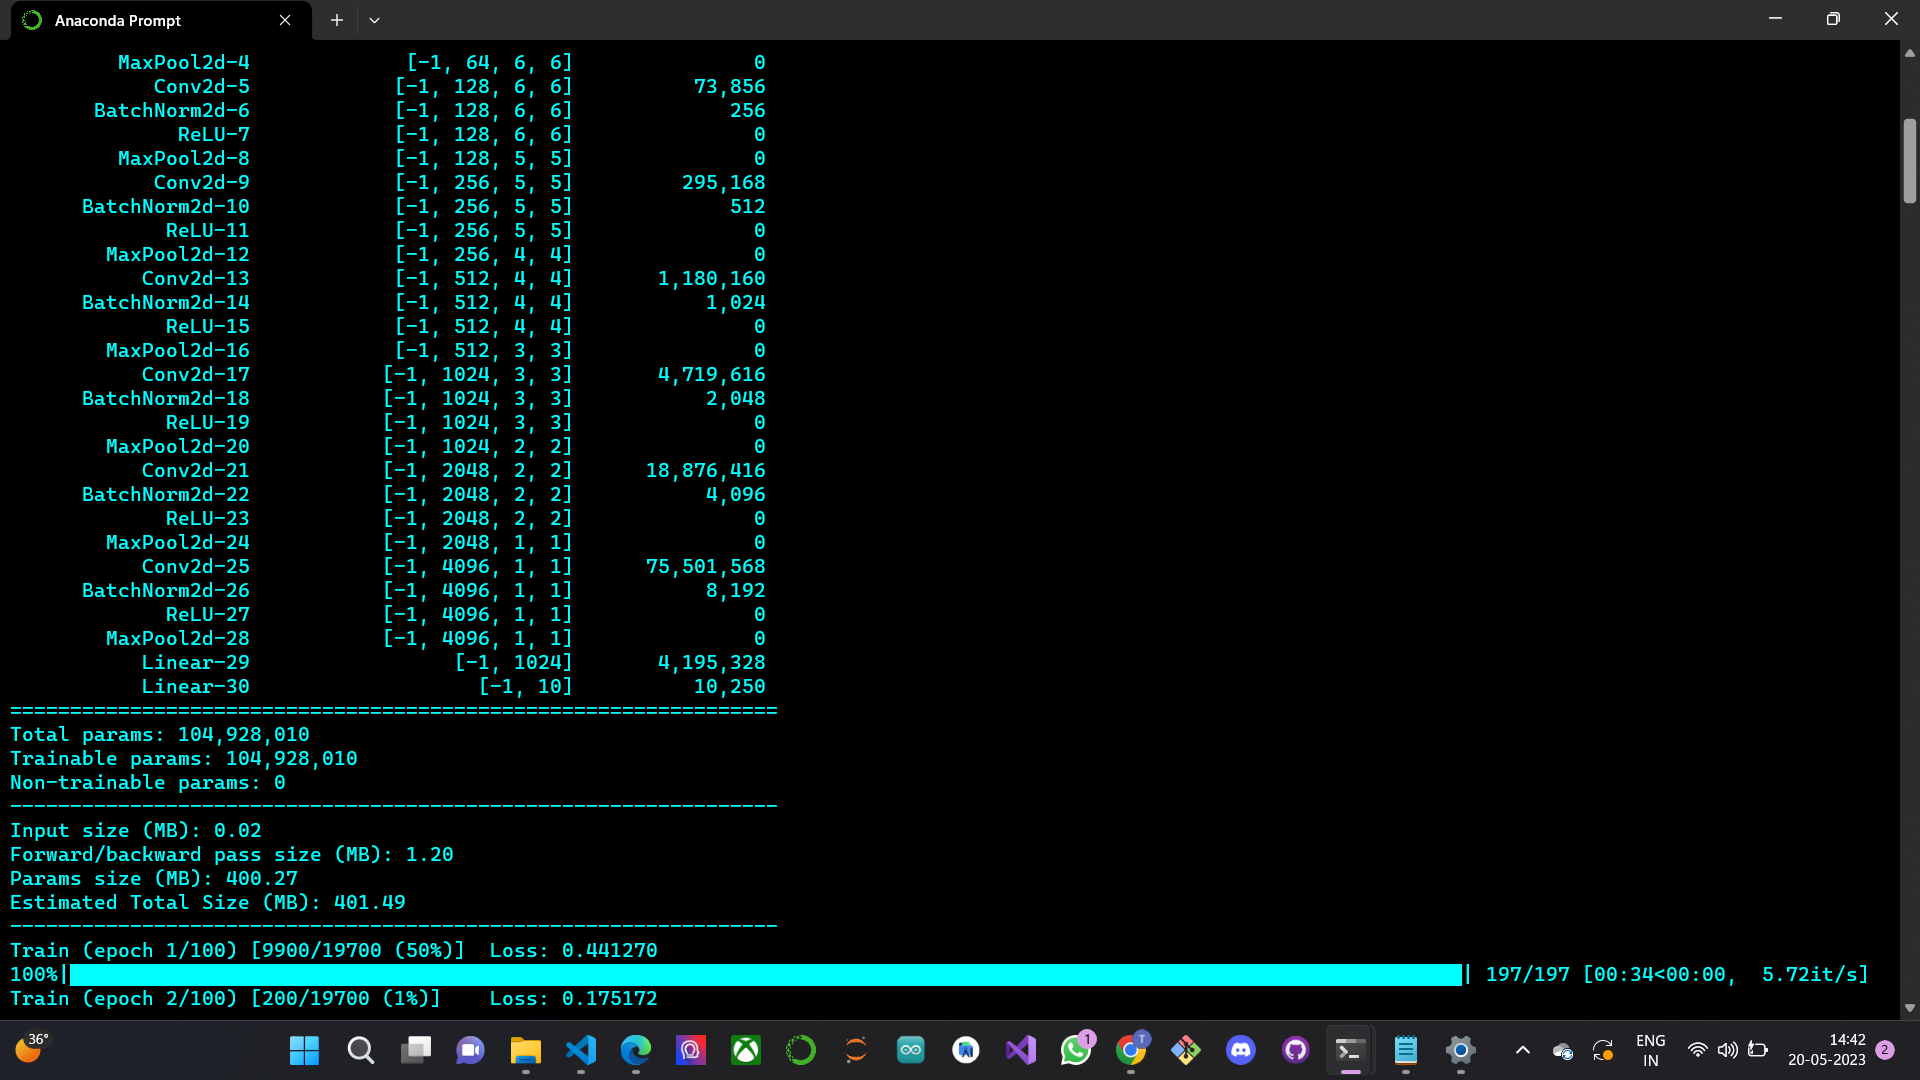 Anaconda Prompt
MaxPool2d-4 [-1, 64, 6, 6] 0
Conv2d-5 [-1, 128, 6, 6] 73,856
BatchNorm2d-6 [-1, 128, 6, 6] 256
ReLU-7 [-1, 128, 6, 6] 0
MaxPool2d-8 [-1, 128, 5, 5] 0
Conv2d-9 [-1, 256, 5, 5] 295,168
BatchNorm2d-10 [-1, 256, 5, 5] 512
ReLU-11 [-1, 256, 5, 5] 0
MaxPool2d-12 [-1, 256, 4, 4] 0
Conv2d-13 [-1, 512, 4, 4] 1,180,160
BatchNorm2d-14 [-1, 512, 4, 4] 1,024
ReLU-15 [-1, 512, 4, 4] 0
MaxPool2d-16 [-1, 512, 3, 3] 0
Conv2d-17 [-1, 1024, 3, 3] 4,719,616
BatchNorm2d-18 [-1, 1024, 3, 3] 2,048
ReLU-19 [-1, 1024, 3, 3] 0
MaxPool2d-20 [-1, 1024, 2, 2] 0
Conv2d-21 [-1, 2048, 2, 2] 18,876,416
BatchNorm2d-22 [-1, 2048, 2, 2] 4,096
ReLU-23 [-1, 2048, 2, 2] 0
MaxPool2d-24 [-1, 2048, 1, 1] 0
Conv2d-25 [-1, 4096, 1, 1] 75,501,568
BatchNorm2d-26 [-1, 4096, 1, 1] 8,192
ReLU-27 [-1, 4096, 1, 1] 0
MaxPool2d-28 [-1, 4096, 1, 1] 0
Linear-29 [-1, 1024] 4,195,328
Linear-30 [-1, 10] 10,250
================================================================
Total params: 104,928,010
Trainable params: 104,928,010
Non-trainable params: 0
----------------------------------------------------------------
Input size (MB): 0.02
Forward/backward pass size (MB): 1.20
Params size (MB): 400.27
Estimated Total Size (MB): 401.49
----------------------------------------------------------------
Train (epoch 1/100) [9900/19700 (50%)] Loss: 0.441270
100%| | 197/197 [00:34<00:00, 5.72it/s]
Train (epoch 2/100) [200/19700 (1%)] Loss: 0.175172
36°
AI
1
T
ENG
IN
14:42
20-05-2023
2